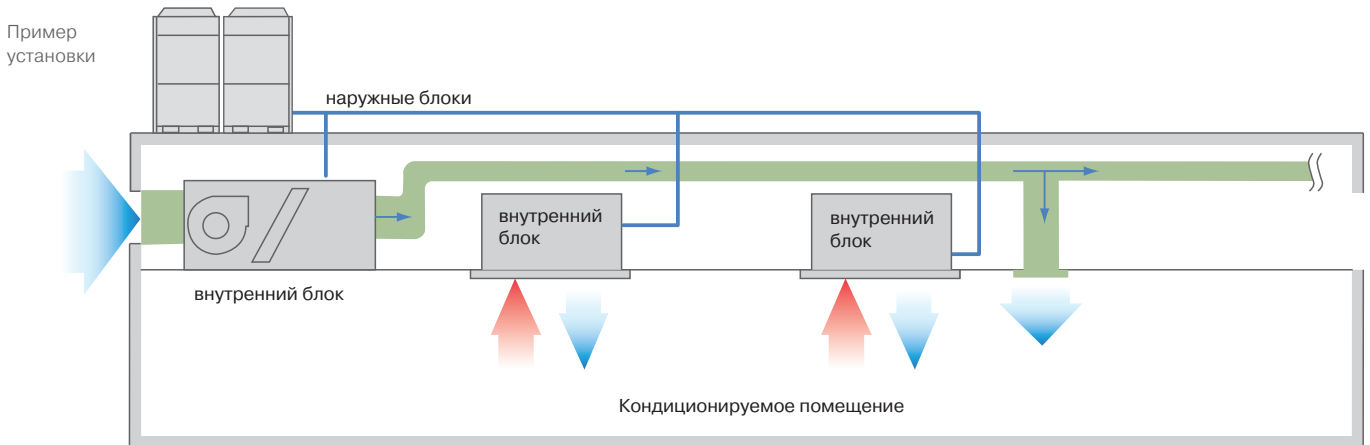 Пример
установки
наружные блоки
внутренний
блок
внутренний
блок
внутренний блок
Кондиционируемое помещение